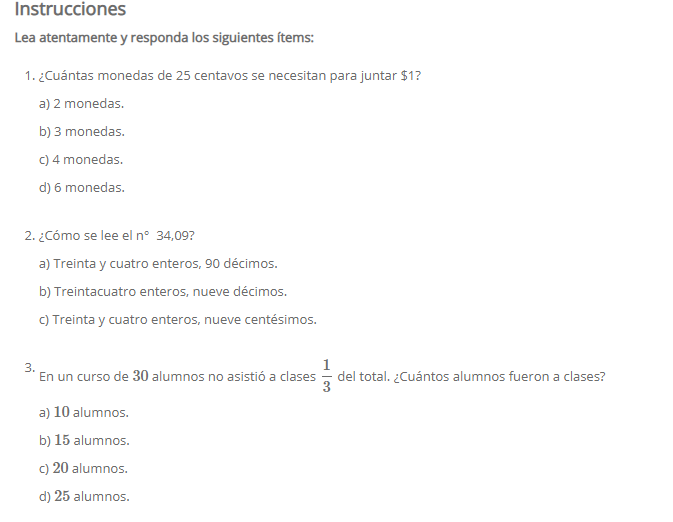 Instrucciones
Lea atentamente y responda los siguientes ítems:
1. ¿Cuántas monedas de 25 centavos se necesitan para juntar $1?
a) 2 monedas.
b) 3 monedas.
c) 4 monedas.
d) 6 monedas.
2. ¿Cómo se lee el n° 34,09?
a) Treinta y cuatro enteros, 90 décimos.
b) Treintacuatro enteros, nueve décimos.
c) Treinta y cuatro enteros, nueve centésimos.
3. En un curso de 30 alumnos no asistió a clases 1/3 del total. ¿Cuántos alumnos fueron a clases?
a) 10 alumnos.
b) 15 alumnos.
c) 20 alumnos.
d) 25 alumnos.